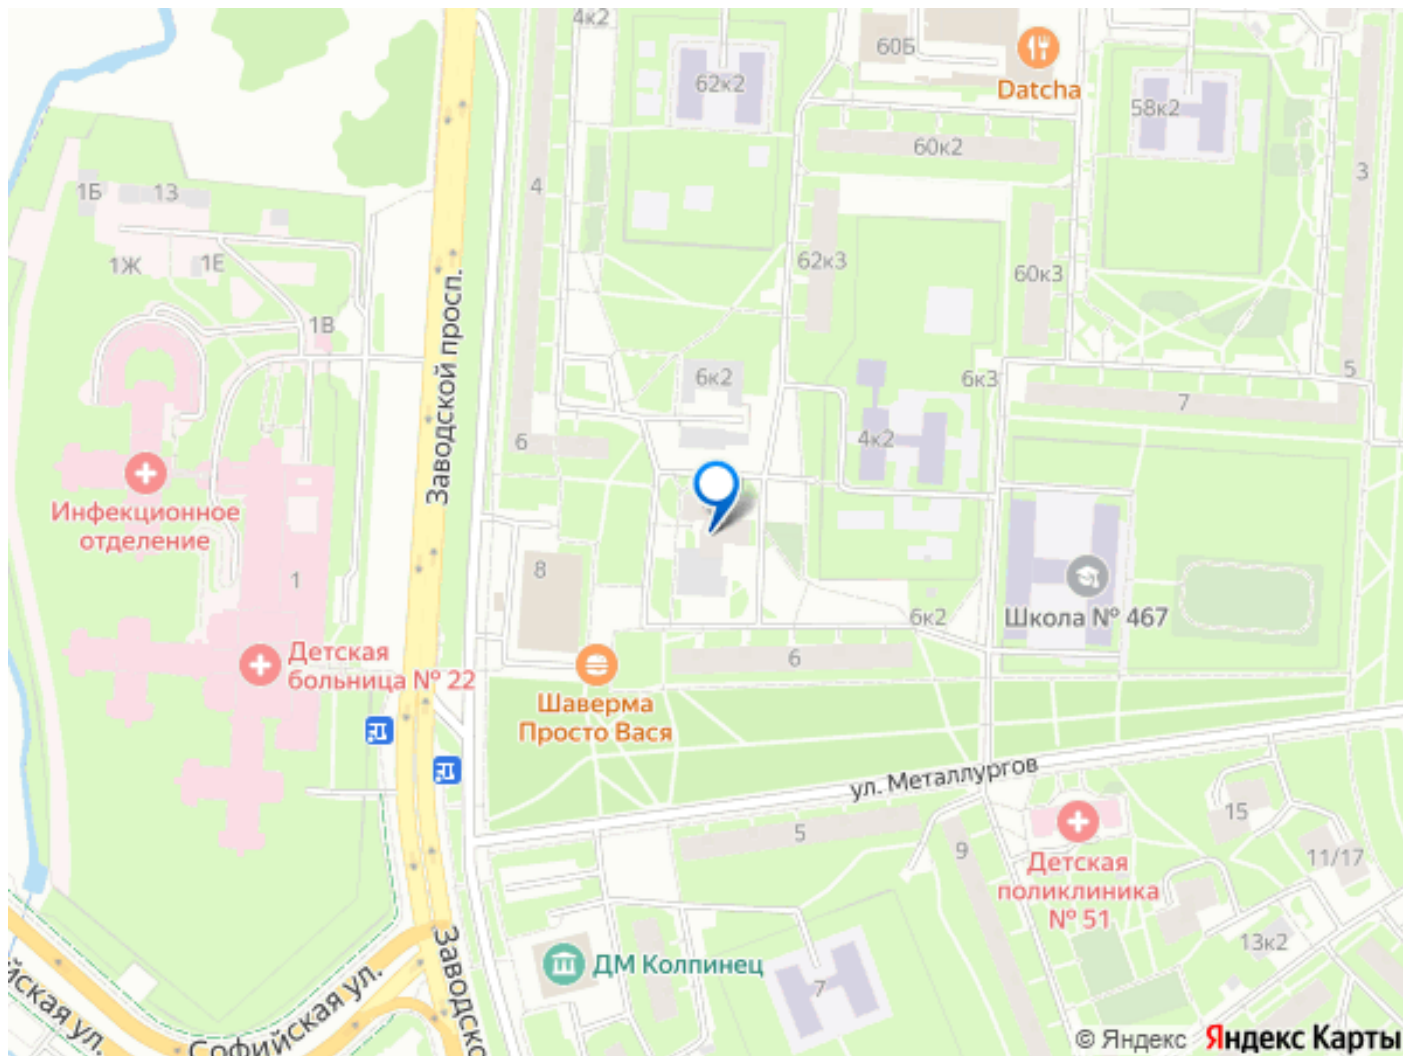 4к2
60Б
Datcha
62к2
58к2
60к2
3
1Б
13
4
62к3
60к3
1Ж
1Е
Заводской просп.
1В
6к2
6к3
5
7
6
4к2
Инфекционное
отделение
1
8
Школа № 467
6к2
Детская
больница № 22
6
Шаверма
Просто Вася
ул. Металлургов
5
9
15
11/17
Детская
поликлиника
№ 51
13к2
ДМ Колпинец
7
йская ул.
Софийская ул.
Заводско
© Яндекс Яндекс Карты